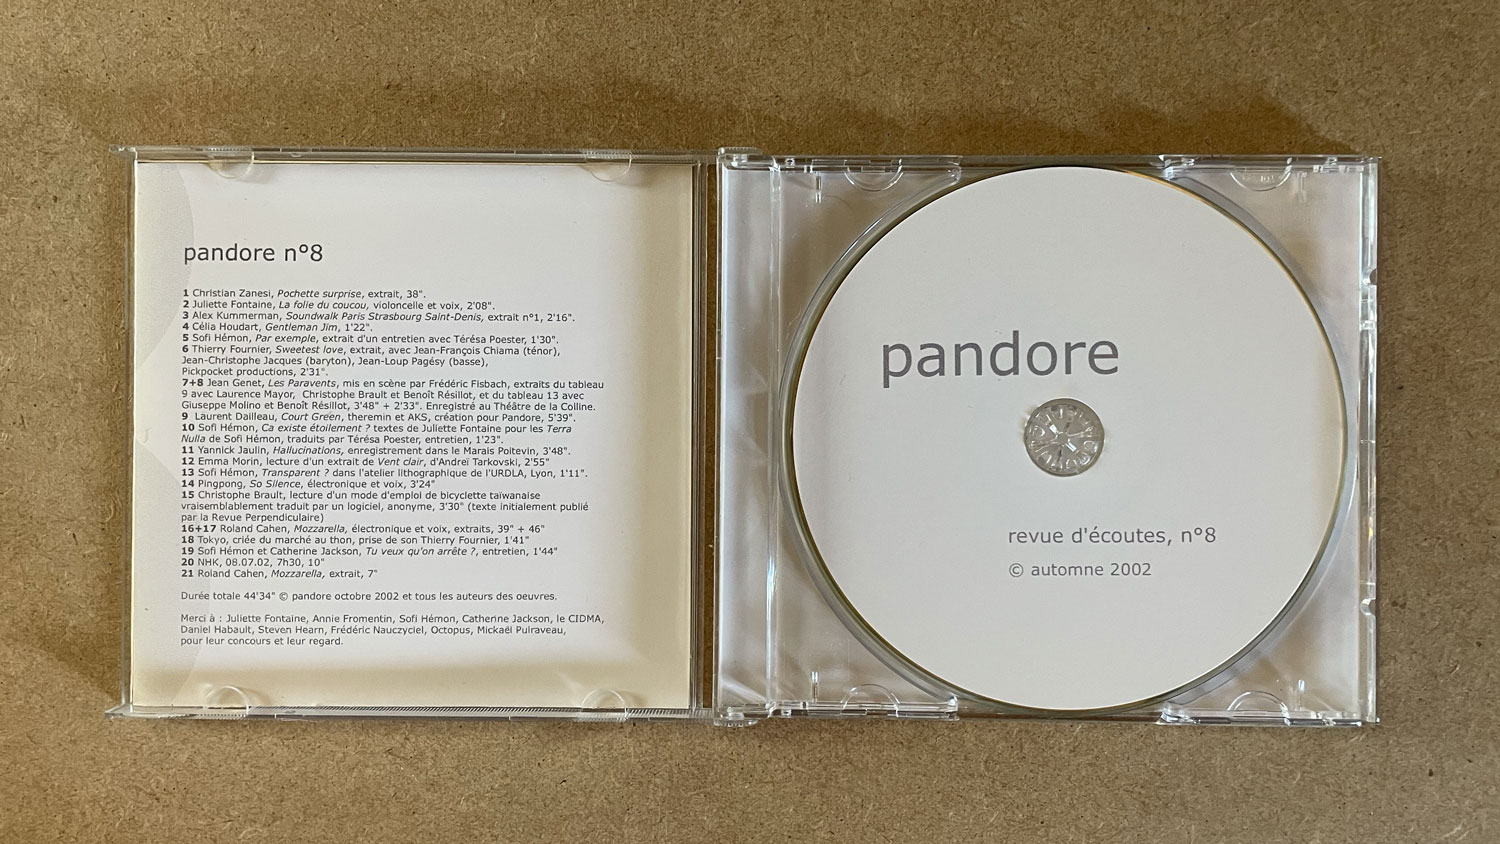 pandore n°8
1 Christian Zanesi, Pochette surprise, extrait, 38".
2 Juliette Fontaine, La folie du coucou, violoncelle et voix, 2'08".
3 Alex Kummerman, Soundwalk Paris Strasbourg Saint-Denis, extrait n°1, 2'16".
4 Célia Houdart, Gentleman Jim, 1'22".
5 Sofi Hémon, Par exemple, extrait d'un entretien avec Térésa Poester, 1'30".
6 Thierry Fournier, Sweetest love, extrait, avec Jean-François Chiama (ténor),
Jean-Christophe Jacques (baryton), Jean-Loup Pagésy (basse),
Pickpocket productions, 2'31".
7+8 Jean Genet, Les Paravents, mis en scène par Frédéric Fisbach, extraits du tableau
9 avec Laurence Mayor, Christophe Brault et Benoît Résillot, et du tableau 13 avec
Giuseppe Molino et Benoît Résillot, 3'48" + 2'33". Enregistré au Théâtre de la Colline.
9 Laurent Dailleau, Court Green, theremin et AKS, création pour Pandore, 5'39".
10 Sofi Hémon, Ca existe étoilement ? textes de Juliette Fontaine pour les Terra
Nulla de Sofi Hémon, traduits par Térésa Poester, entretien, 1'23".
11 Yannick Jaulin, Hallucinations, enregistrement dans le Marais Poitevin, 3'48".
12 Emma Morin, lecture d'un extrait de Vent clair, d'Andreï Tarkovski, 2'55"
13 Sofi Hémon, Transparent ? dans l'atelier lithographique de l'URDLA, Lyon, 1'11".
14 Pingpong, So Silence, électronique et voix, 3'24"
15 Christophe Brault, lecture d'un mode d'emploi de bicyclette taïwanaise
vraisemblablement traduit par un logiciel, anonyme, 3'30" (texte initialement publié
par la Revue Perpendiculaire)
16+17 Roland Cahen, Mozzarella, électronique et voix, extraits, 39" + 46"
18 Tokyo, criée du marché au thon, prise de son Thierry Fournier, 1'41"
19 Sofi Hémon et Catherine Jackson, Tu veux qu'on arrête ?, entretien, 1'44"
20 NHK, 08.07.02, 7h30, 10"
21 Roland Cahen, Mozzarella, extrait, 7"
Durée totale 44'34" © pandore octobre 2002 et tous les auteurs des oeuvres.
Merci à : Juliette Fontaine, Annie Fromentin, Sofi Hémon, Catherine Jackson, le CIDMA,
Daniel Habault, Steven Hearn, Frédéric Nauczyciel, Octopus, Mickaël Pulraveau,
pour leur concours et leur regard.
pandore
revue d'écoutes, n°8
© automne 2002